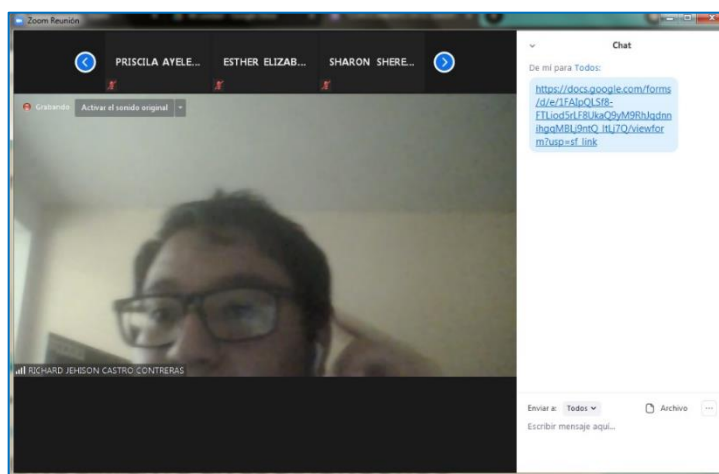 Zoom Reunión
PRISCILA AYELE...
ESTHER ELIZAB...
SHARON SHERE...
Grabando
Activar el sonido original
RICHARD JEHISON CASTRO CONTRERAS
Chat
De mí para Todos:
https://docs.google.com/forms
/d/e/1FAIpQLSf8-
FTLiod5rLF8UkaQ9yM9RhJqdnn
ihgqMBLj9ntQ_ItLj7Q/viewfor
m?usp=sf_link
Enviar a: Todos
Archivo
Escribir mensaje aquí...